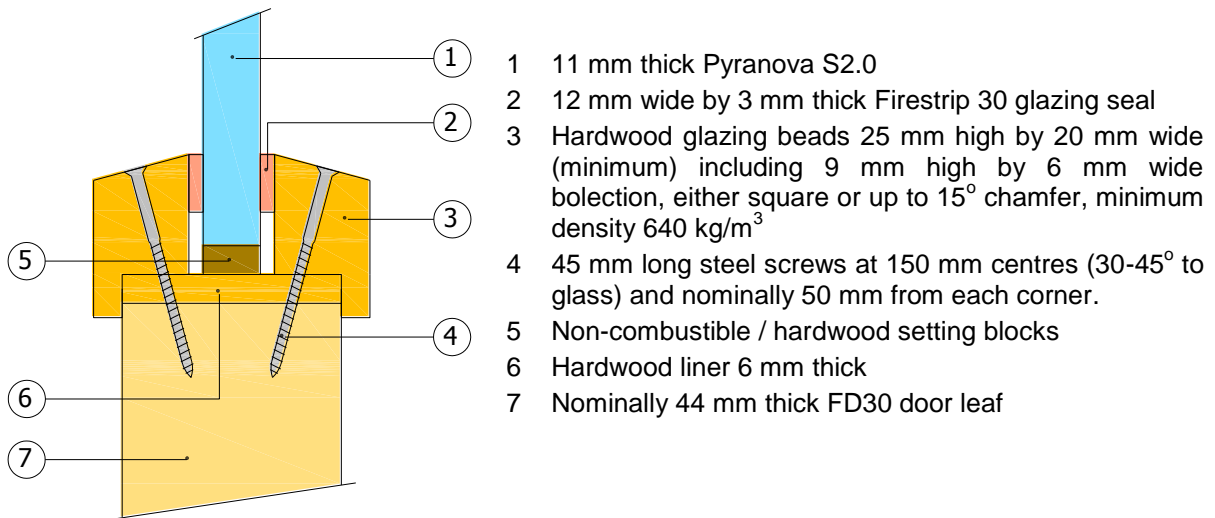 1 11 mm thick Pyranova S2.0
2 12 mm wide by 3 mm thick Firestrip 30 glazing seal
3 Hardwood glazing beads 25 mm high by 20 mm wide
(minimum) including 9 mm high by 6 mm wide
bolection, either square or up to 15° chamfer, minimum
density 640 kg/m³
4 45 mm long steel screws at 150 mm centres (30-45° to
glass) and nominally 50 mm from each corner.
5 Non-combustible / hardwood setting blocks
6 Hardwood liner 6 mm thick
7 Nominally 44 mm thick FD30 door leaf
1
2
3
5
4
6
7